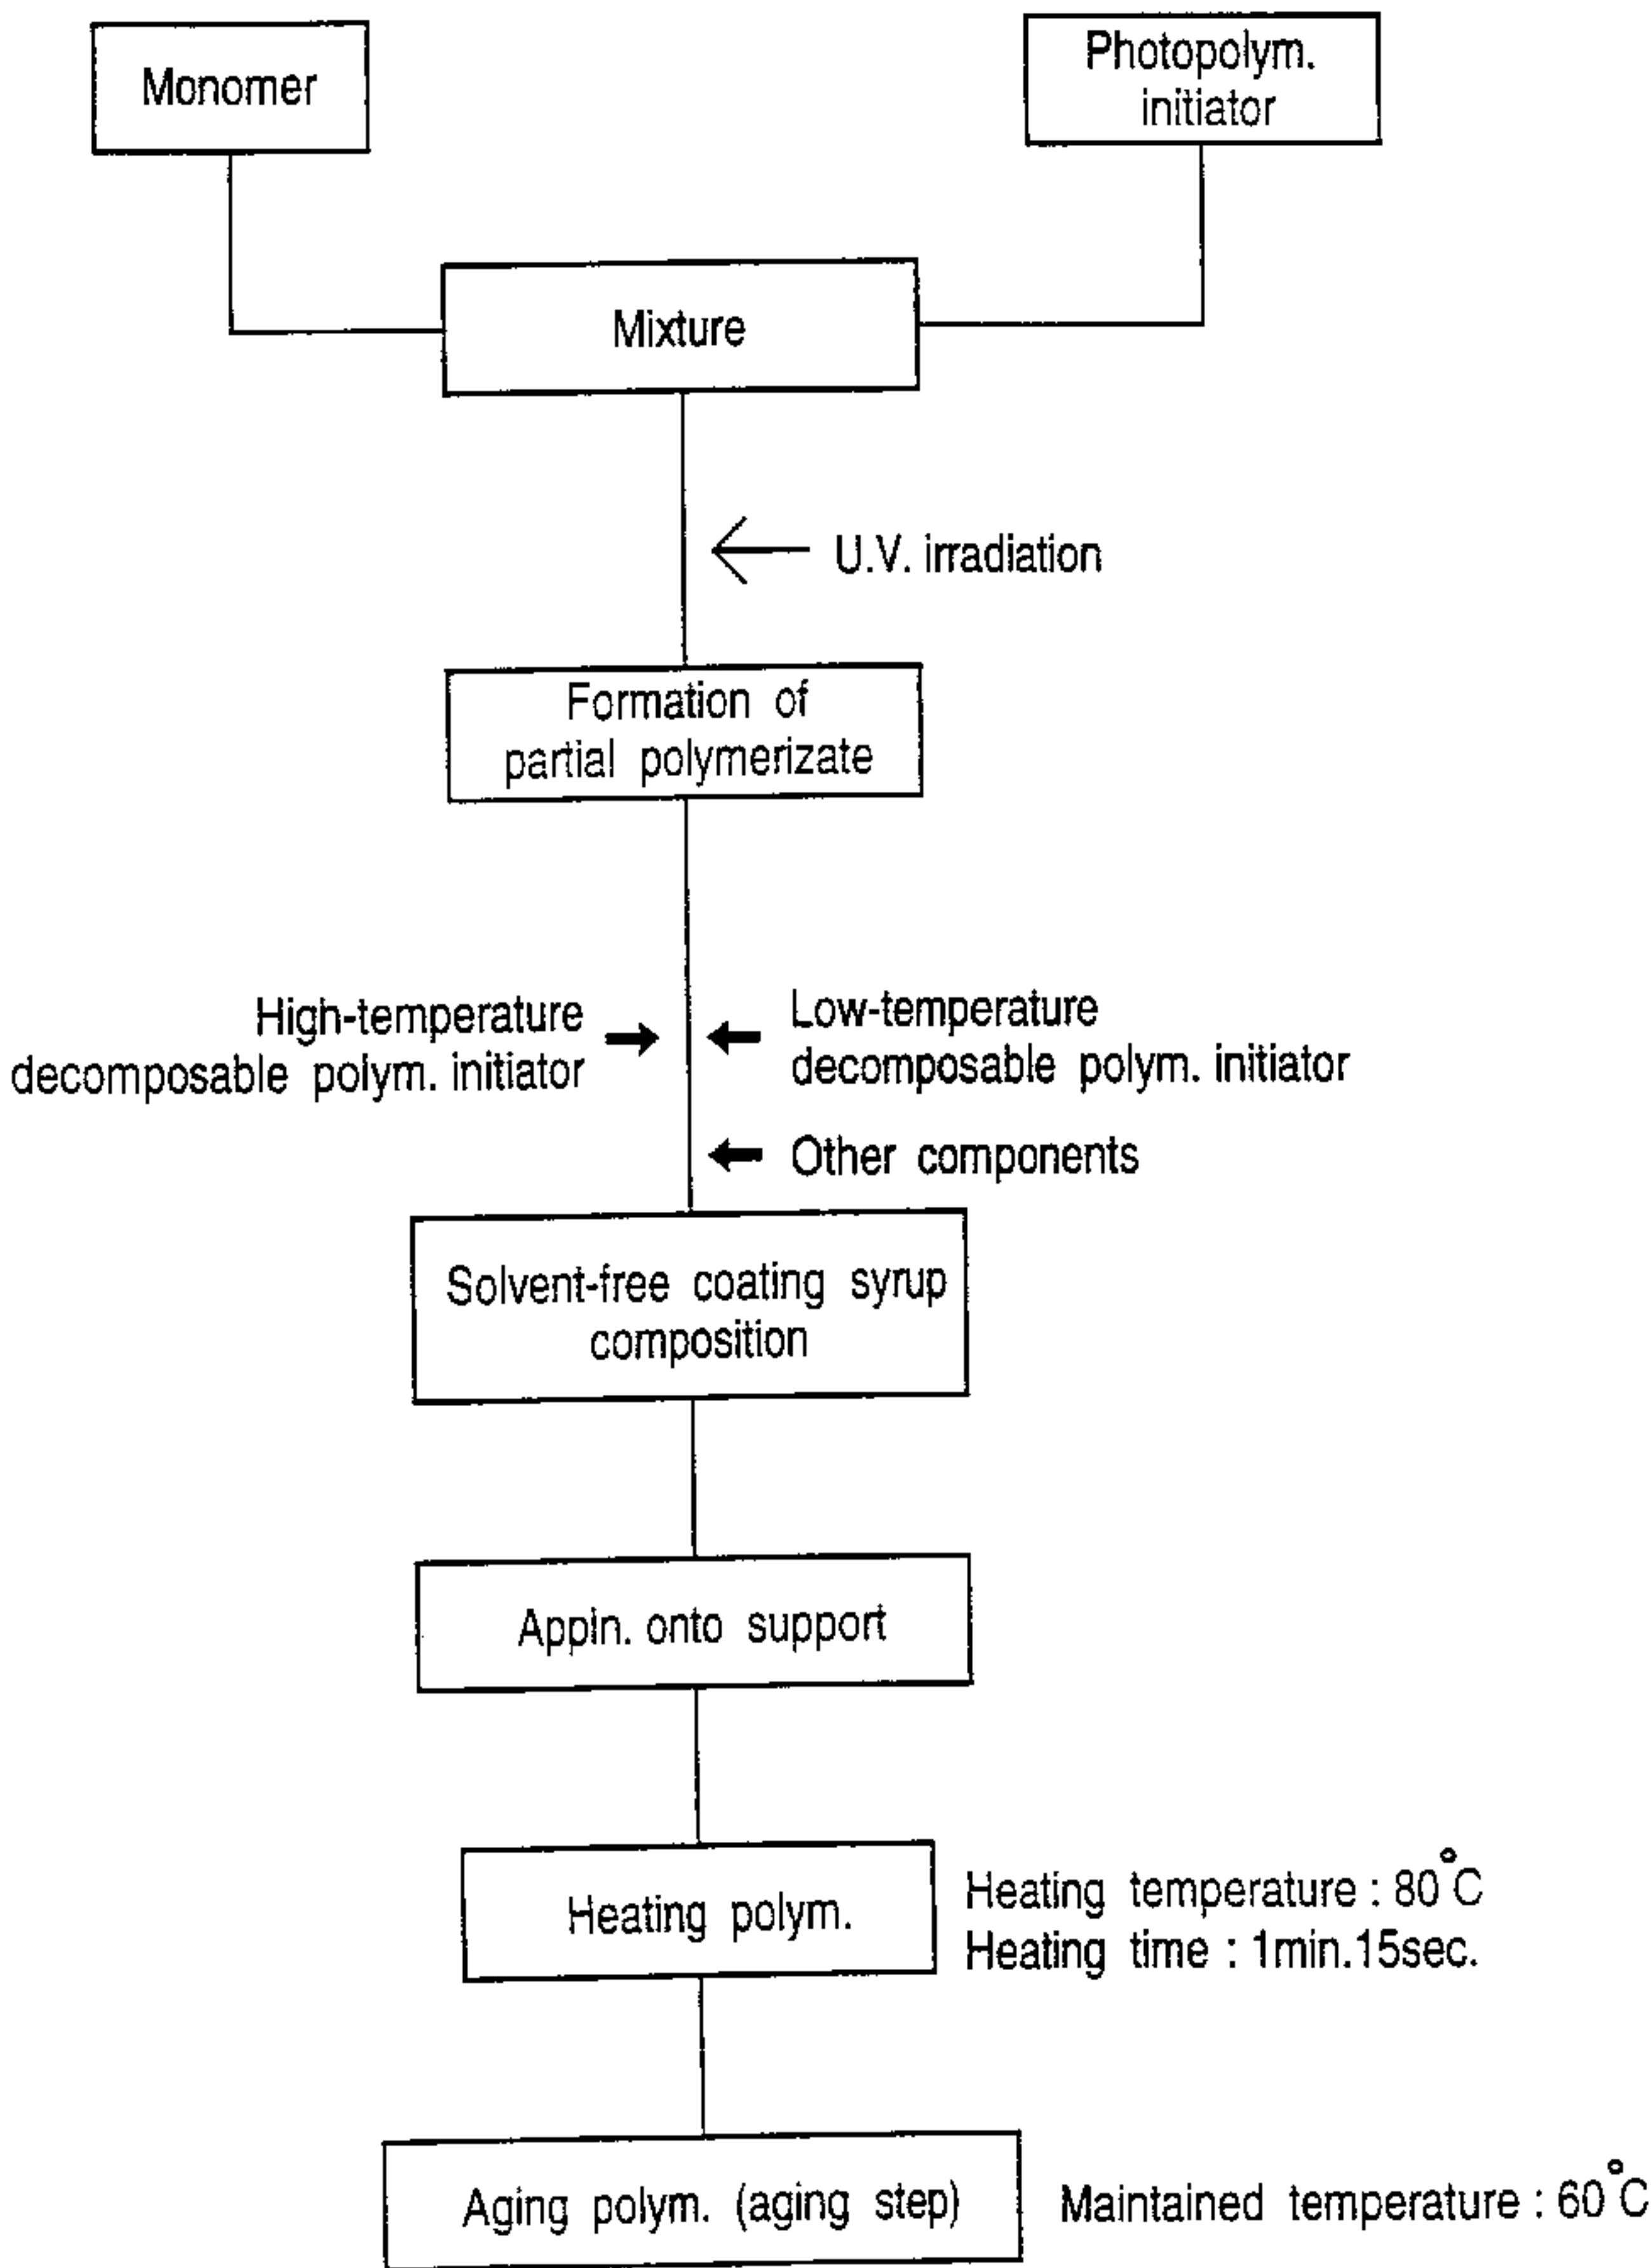 Monomer
Photopolym.
initiator
Mixture
U.V. irradiation
Formation of
partial polymerizate
High-temperature
decomposable polym. initiator
Low-temperature
decomposable polym. initiator
Other components
Solvent-free coating syrup
composition
Appln. onto support
Heating polym.
Heating temperature : 80°C
Heating time : 1min.15sec.
Aging polym. (aging step)
Maintained temperature : 60°C